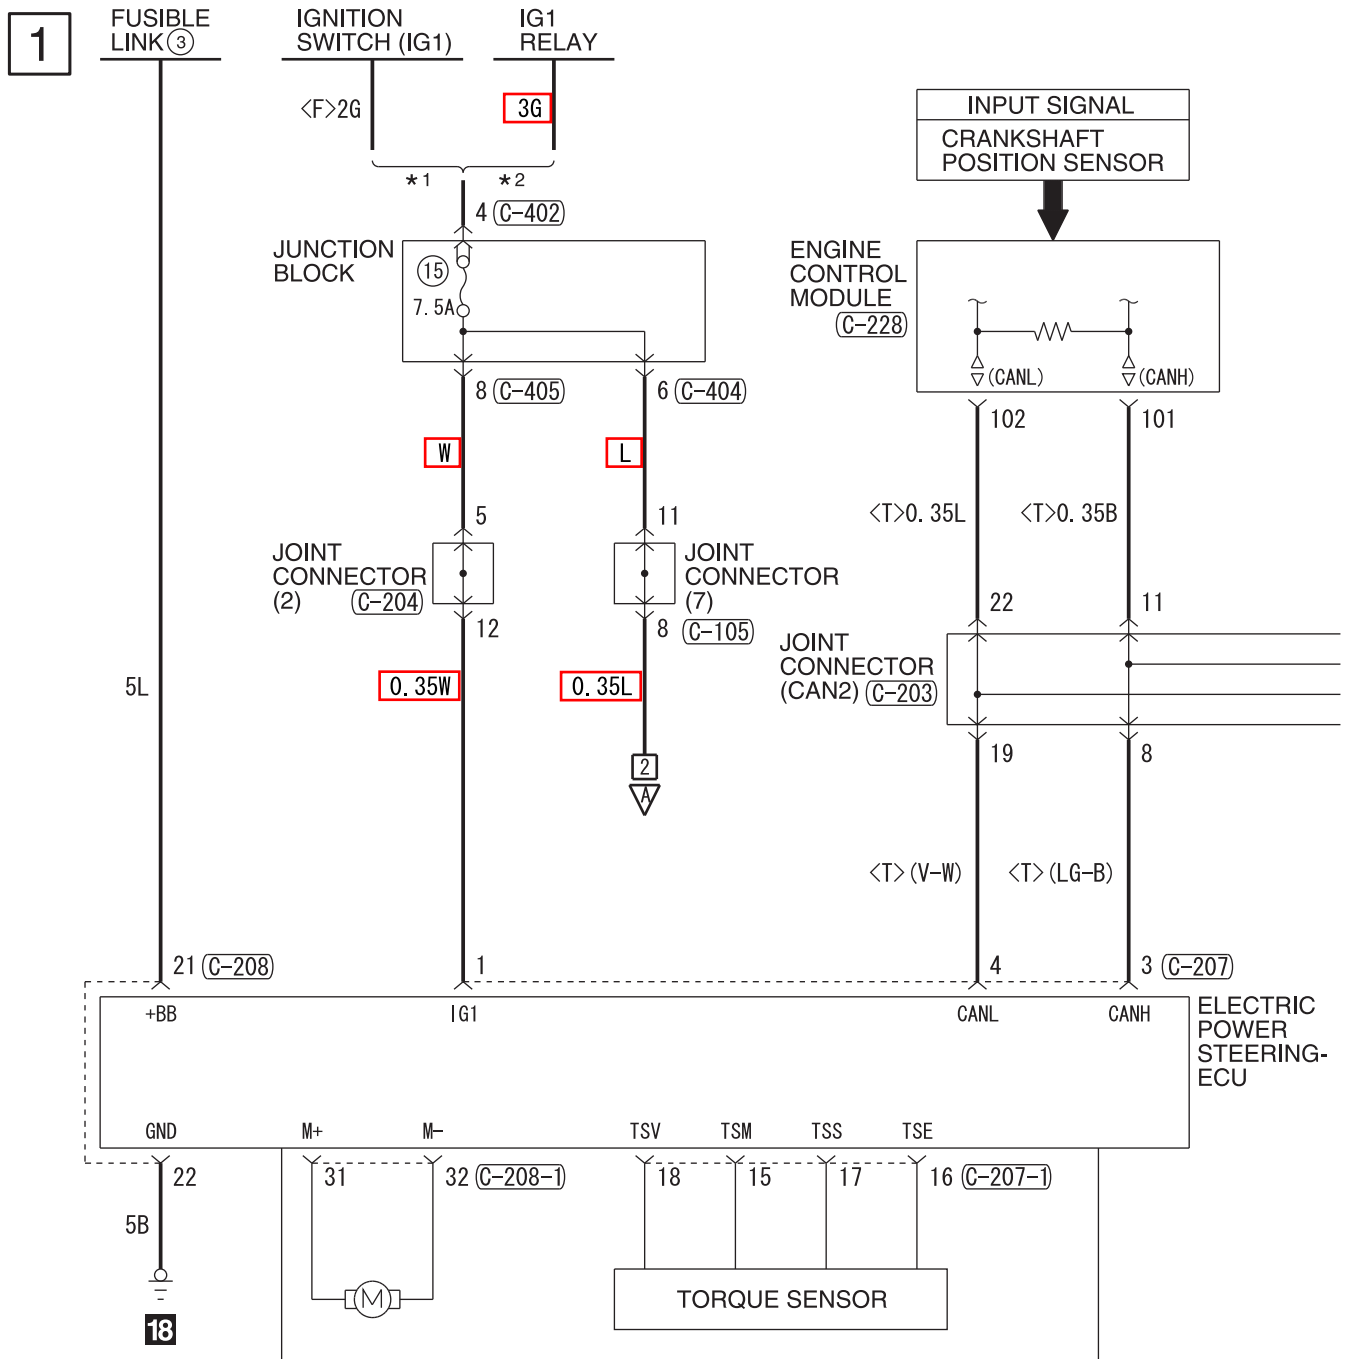 1
FUSIBLE
LINK ③
IGNITION
SWITCH (IG1)
IG1
RELAY
<F>2G
3G
*1
*2
4 C-402
JUNCTION
BLOCK
15
7.5A
8 C-405
6 C-404
W
L
5
11
JOINT
CONNECTOR
(2) C-204
JOINT
CONNECTOR
(7)
12
8 C-105
0.35W
0.35L
5L
2
A
INPUT SIGNAL
CRANKSHAFT
POSITION SENSOR
ENGINE
CONTROL
MODULE
C-228
(CANL)
(CANH)
102
101
<T>0.35L
<T>0.35B
22
11
JOINT
CONNECTOR
(CAN2) C-203
19
8
<T>(V-W)
<T>(LG-B)
21 C-208
1
4
3 C-207
+BB
IG1
CANL
CANH
ELECTRIC
POWER
STEERING-
ECU
GND
M+
M-
TSV
TSM
TSS
TSE
22
31
32 C-208-1
18
15
17
16 C-207-1
5B
M
TORQUE SENSOR
18